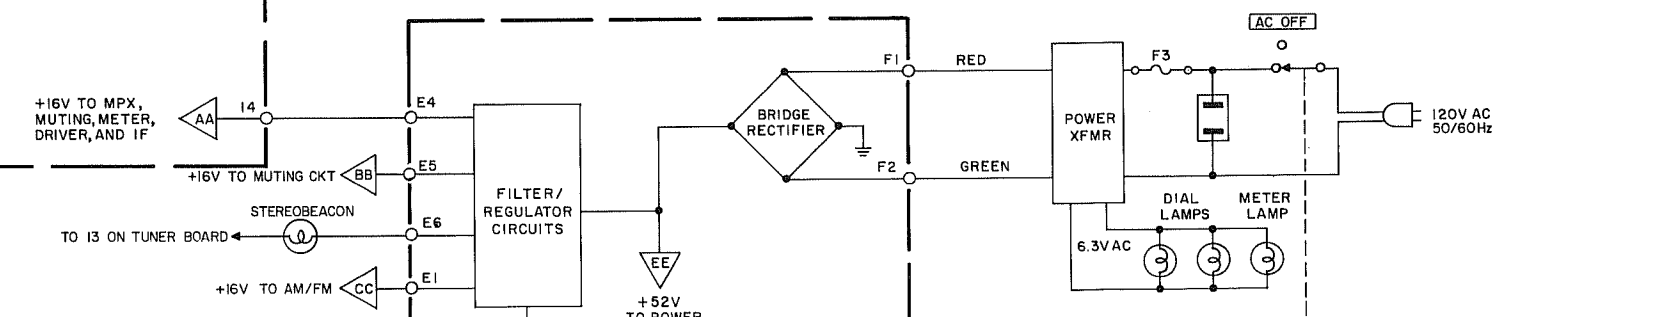 AC OFF
+16V TO MPX,
MUTING, METER,
DRIVER, AND IF
AA
14
E4
+16V TO MUTING CKT
BB
E5
STEREOBEACON
TO 13 ON TUNER BOARD
E6
+16V TO AM/FM
CC
E1
FILTER/
REGULATOR
CIRCUITS
EE
+52V
TO POWER
BRIDGE
RECTIFIER
F1
RED
F2
GREEN
POWER
XFMR
F3
120V AC
50/60Hz
6.3V AC
DIAL
LAMPS
METER
LAMP